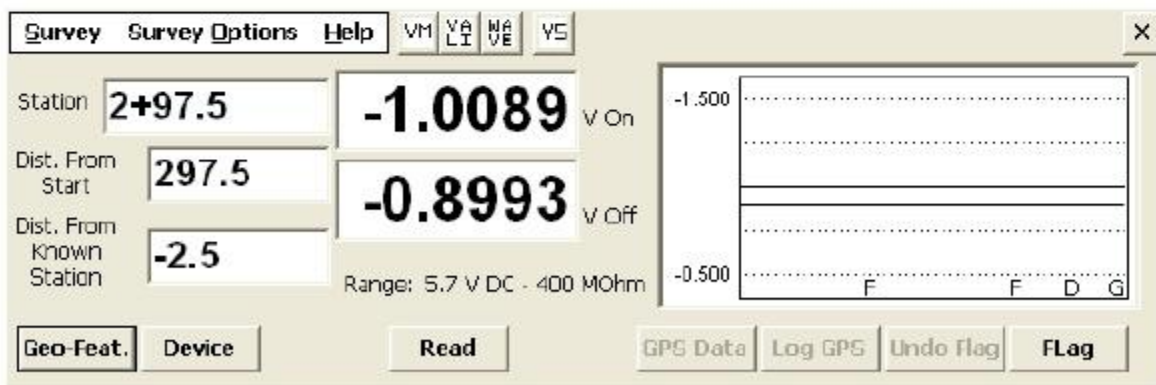 Survey Survey Options Help VM VA LI WA VE VS ×
Station 2+97.5
Dist. From Start 297.5
Dist. From Known Station -2.5
-1.0089 V On
-0.8993 V Off
Range: 5.7 V DC - 400 MOhm
-1.500
-0.500
F F D G
Geo-Feat. Device Read GPS Data Log GPS Undo Flag FLag